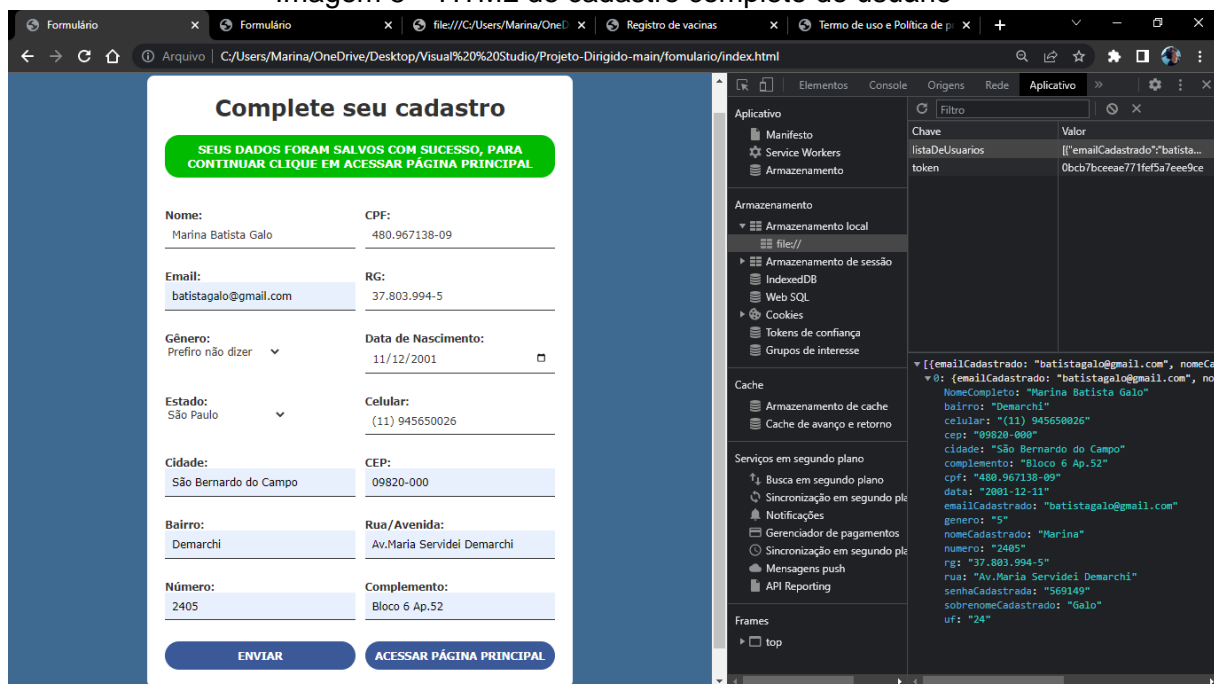 Imagem 3 – HTML de cadastro completo do usuário
Formulário
Formulário
file:///C:/Users/Marina/OneD
Registro de vacinas
Termo de uso e Política de p
Arquivo
C:/Users/Marina/OneDrive/Desktop/Visual%20%20Studio/Projeto-Dirigido-main/fomulario/index.html
Complete seu cadastro
SEUS DADOS FORAM SALVOS COM SUCESSO, PARA
CONTINUAR CLIQUE EM ACESSAR PÁGINA PRINCIPAL
Nome: CPF:
Marina Batista Galo 480.967138-09
Email: RG:
batistagalo@gmail.com 37.803.994-5
Gênero: Data de Nascimento:
Prefiro não dizer 11/12/2001
Estado: Celular:
São Paulo (11) 945650026
Cidade: CEP:
São Bernardo do Campo 09820-000
Bairro: Rua/Avenida:
Demarchi Av.Maria Servidei Demarchi
Número: Complemento:
2405 Bloco 6 Ap.52
ENVIAR ACESSAR PÁGINA PRINCIPAL
Elementos Console Origens Rede Aplicativo »
Aplicativo
Manifesto
Service Workers
Armazenamento
Armazenamento
Armazenamento local
file://
Armazenamento de sessão
IndexedDB
Web SQL
Cookies
Tokens de confiança
Grupos de interesse
Cache
Armazenamento de cache
Cache de avanço e retorno
Serviços em segundo plano
Busca em segundo plano
Sincronização em segundo pla
Notificações
Gerenciador de pagamentos
Sincronização em segundo pla
Mensagens push
API Reporting
Frames
top
Filtro
Chave Valor
listaDeUsuarios [{"emailCadastrado":"batista...
token 0bcb7bceeae771fef5a7eee9ce
[{emailCadastrado: "batistagalo@gmail.com", nomeCa
0: {emailCadastrado: "batistagalo@gmail.com", no
NomeCompleto: "Marina Batista Galo"
bairro: "Demarchi"
celular: "(11) 945650026"
cep: "09820-000"
cidade: "São Bernardo do Campo"
complemento: "Bloco 6 Ap.52"
cpf: "480.967138-09"
data: "2001-12-11"
emailCadastrado: "batistagalo@gmail.com"
genero: "5"
nomeCadastrado: "Marina"
numero: "2405"
rg: "37.803.994-5"
rua: "Av.Maria Servidei Demarchi"
senhaCadastrada: "569149"
sobrenomeCadastrado: "Galo"
uf: "24"